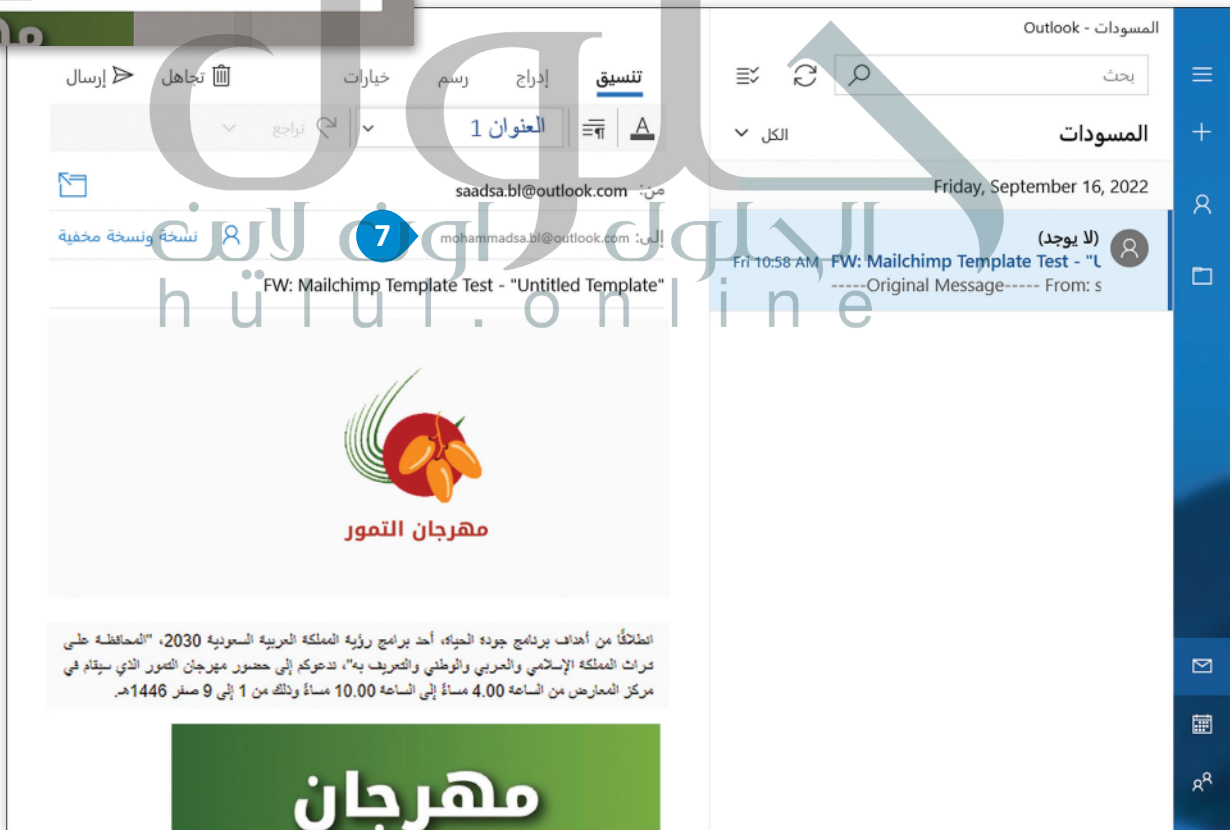 المسودات - Outlook
بحث
المسودات
الكل
Friday, September 16, 2022
(لا يوجد)
FW: Mailchimp Template Test - "U
Fri 10:58 AM
-----Original Message----- From: s
تنسيق
إدراج
رسم
خيارات
تجاهل
إرسال
العنوان 1
تراجع
من: saadsa.bl@outlook.com
إلى: mohammadsa.bl@outlook.com
7
نسخة ونسخة مخفية
FW: Mailchimp Template Test - "Untitled Template"
مهرجان التمور
انطلاقًا من أهداف برنامج جودة الحياة، أحد برامج رؤية المملكة العربية السعودية 2030، "المحافظة على
تراث المملكة الإسلامي والعربي والوطني والتعريف به"، ندعوكم إلى حضور مهرجان التمور الذي سيقام في
مركز المعارض من الساعة 4.00 مساءً إلى الساعة 10.00 مساءً وذلك من 1 إلى 9 صفر 1446هـ.
مهرجان
حلول
الحلول اون لاين
hulul.online